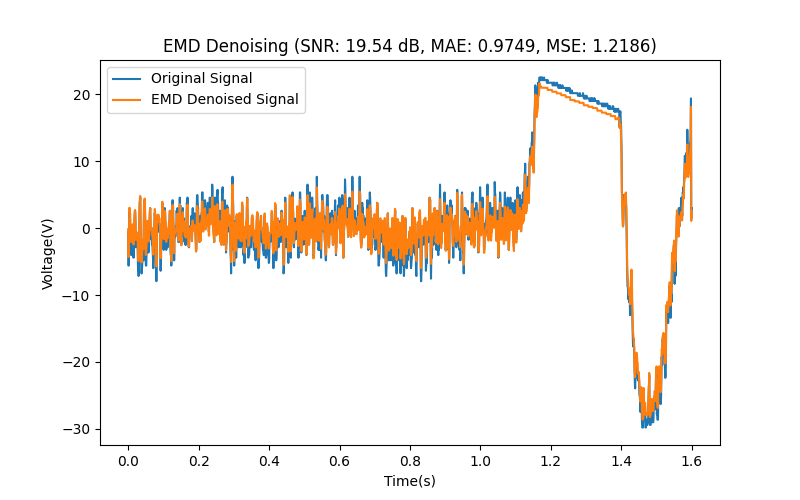 EMD Denoising (SNR: 19.54 dB, MAE: 0.9749, MSE: 1.2186)
Original Signal
EMD Denoised Signal
20
10
0
−10
−20
−30
Voltage(V)
0.0 0.2 0.4 0.6 0.8 1.0 1.2 1.4 1.6
Time(s)